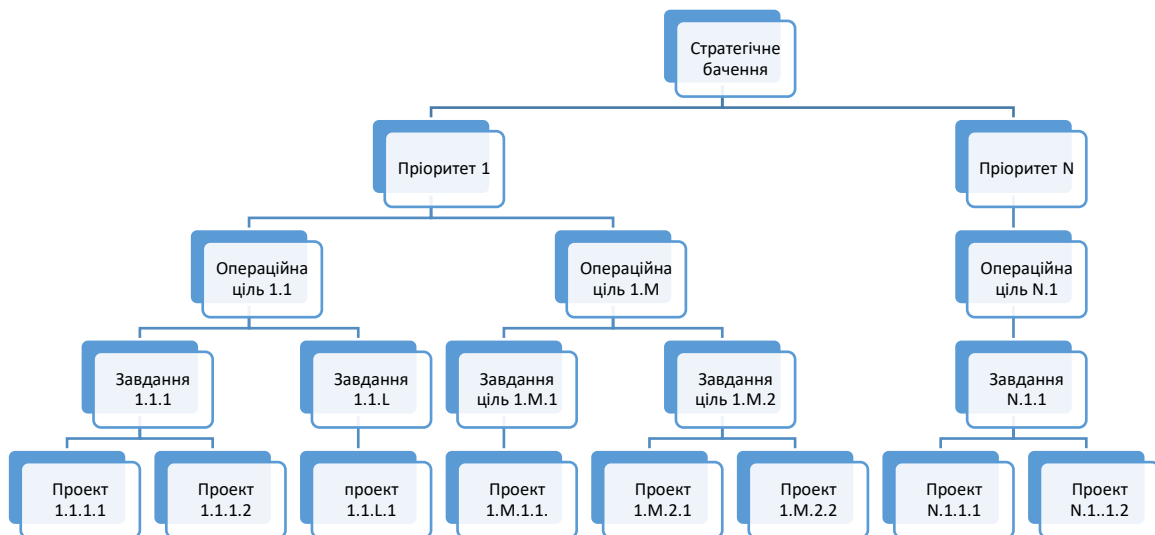 Стратегічне
бачення
Пріоритет 1
Пріоритет N
Операційна
ціль 1.1
Операційна
ціль 1.M
Операційна
ціль N.1
Завдання
1.1.1
Завдання
1.1.L
Завдання
ціль 1.M.1
Завдання
ціль 1.M.2
Завдання
N.1.1
Проект
1.1.1.1
Проект
1.1.1.2
проект
1.1.L.1
Проект
1.M.1.1.
Проект
1.M.2.1
Проект
1.M.2.2
Проект
N.1.1.1
Проект
N.1..1.2